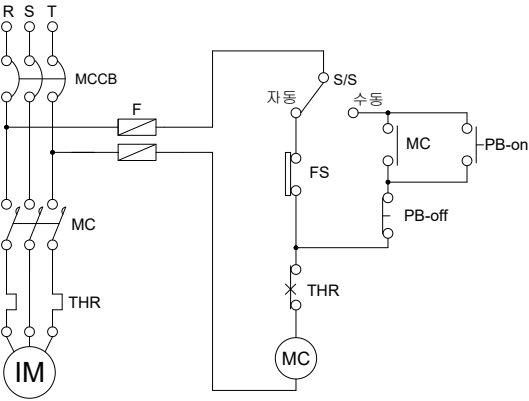 R S T
S/S
MCCB
자동
수동
F
MC
PB-on
FS
PB-off
MC
THR
THR
MC
IM